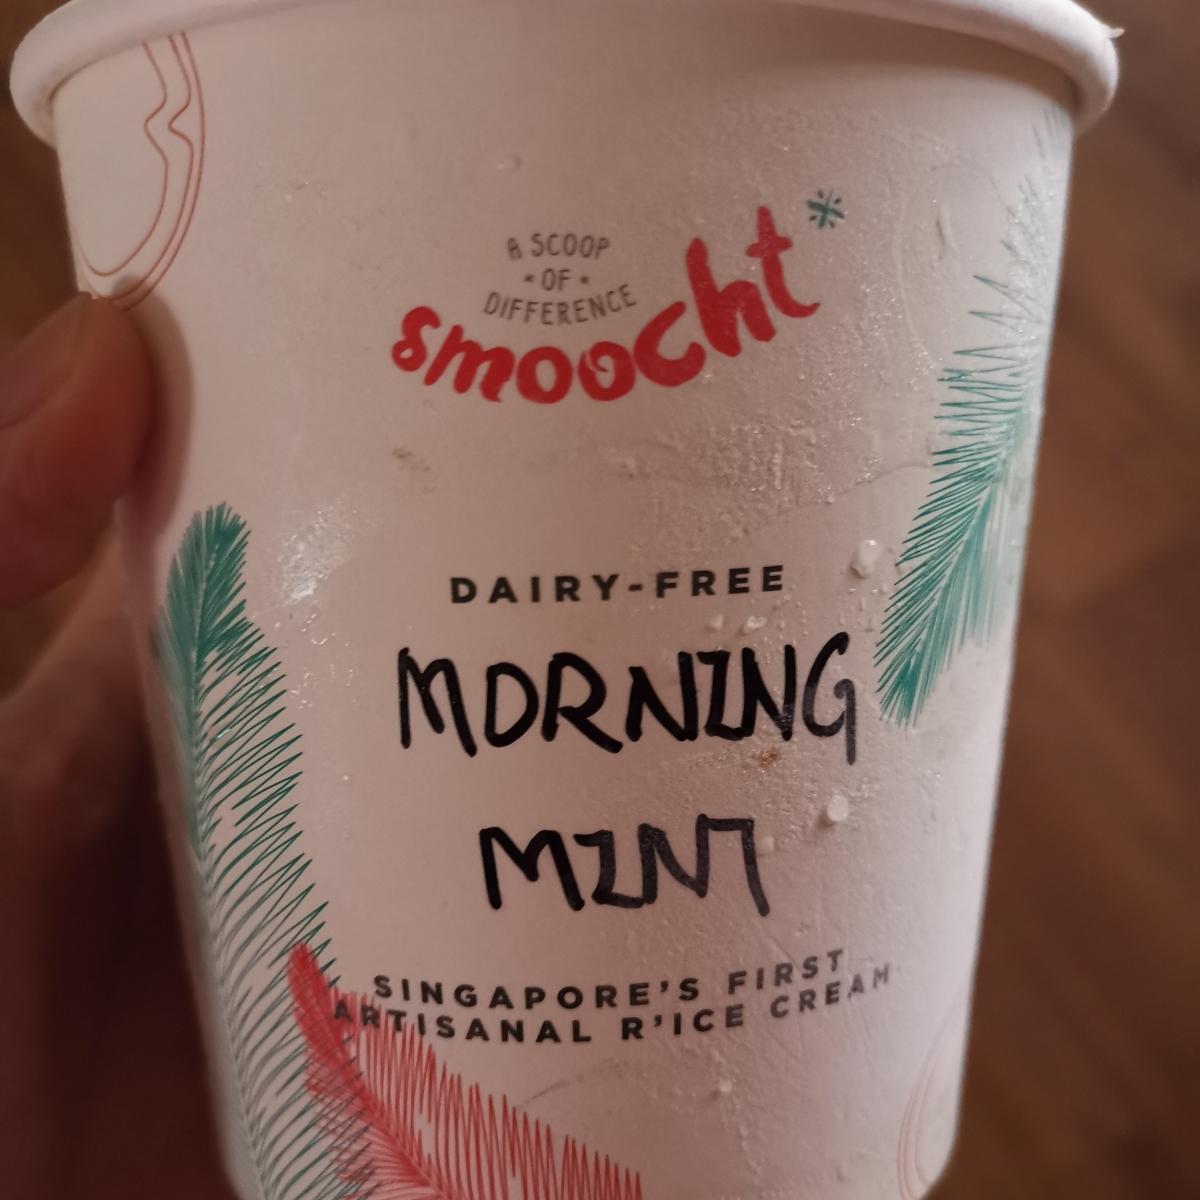 A SCOOP
• OF •
DIFFERENCE
smoocht
DAIRY-FREE
MORNING
MINT
SINGAPORE'S FIRST
ARTISANAL R'ICE CREAM